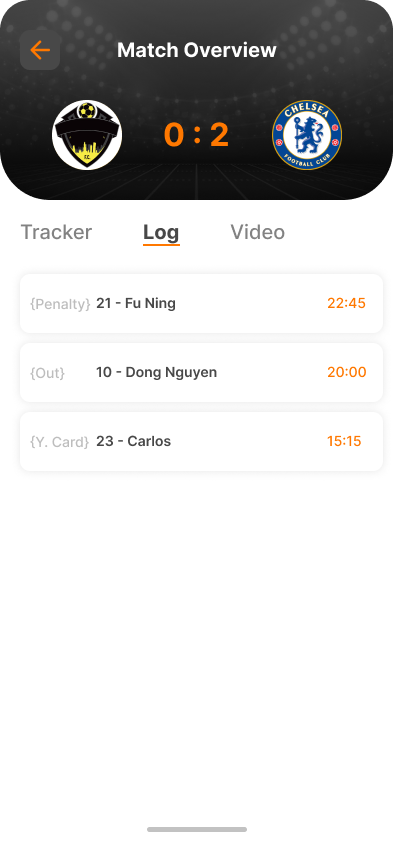 Match Overview
0 : 2
CHELSEA
FOOTBALL CLUB
FC
Tracker
Log
Video
{Penalty} 21 - Fu Ning 22:45
{Out} 10 - Dong Nguyen 20:00
{Y. Card} 23 - Carlos 15:15